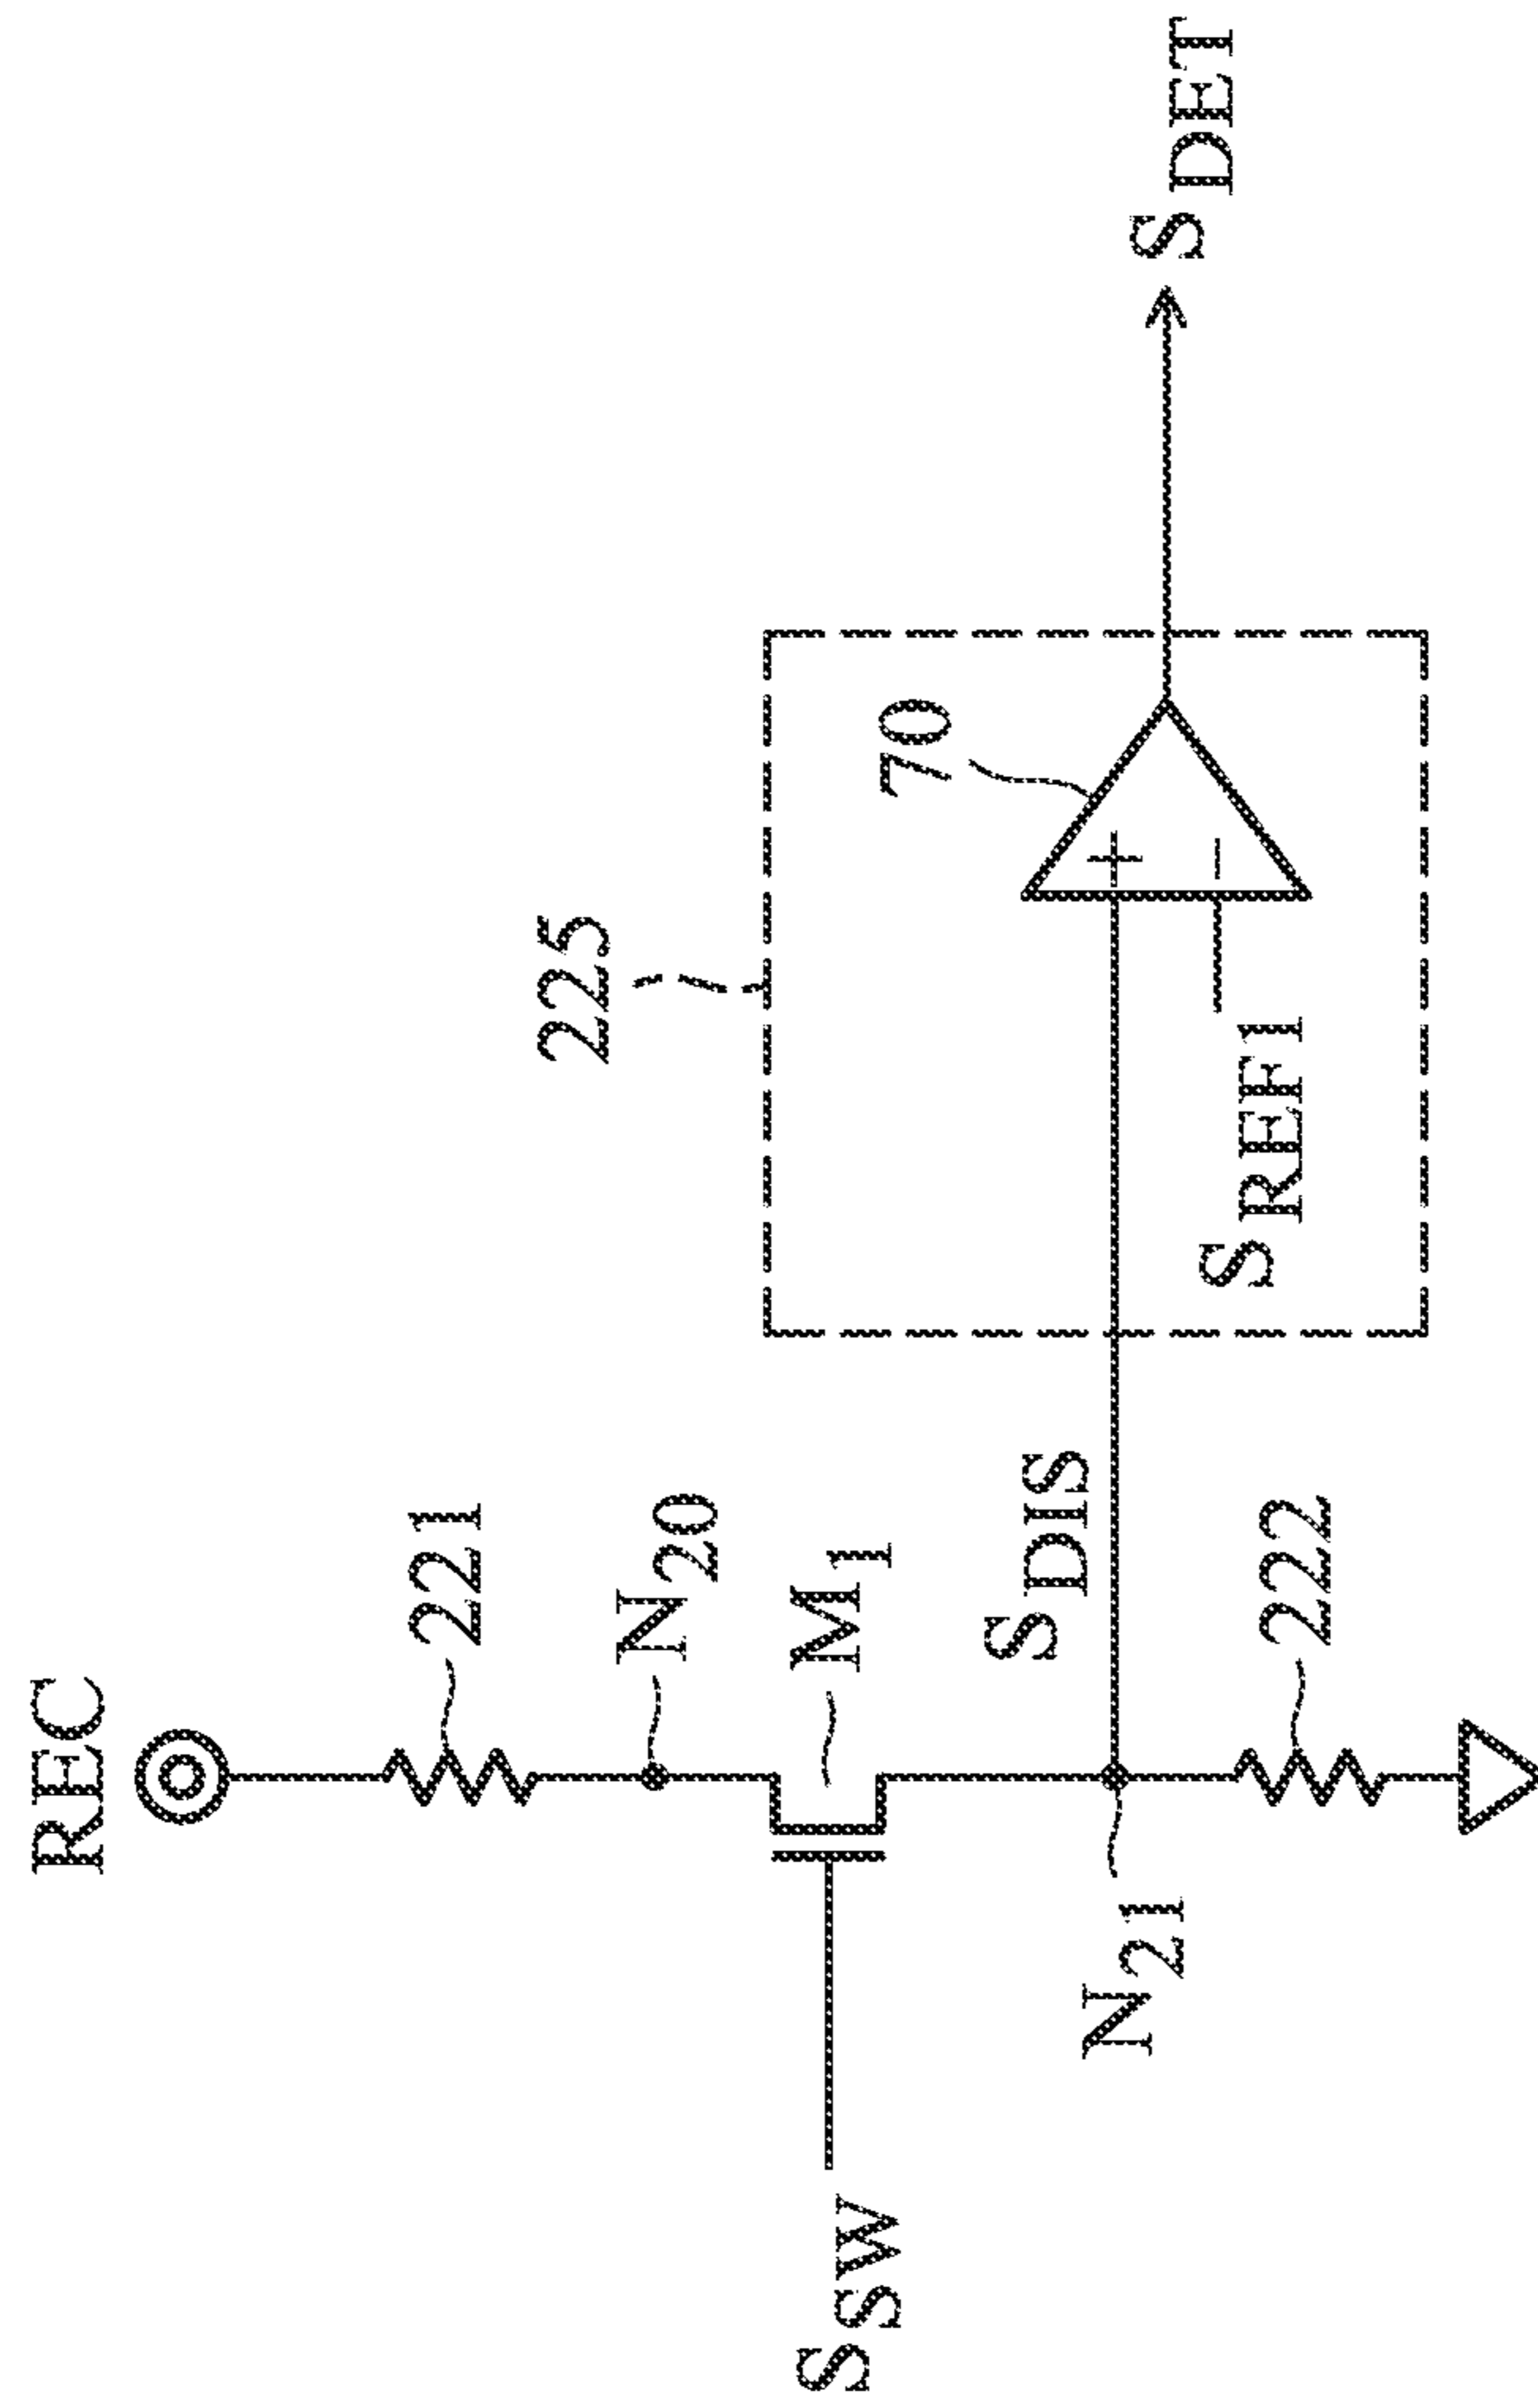 REC
221
N20
M1
SSW
SDIS
N21
222
225
70
+
−
SREF1
SDET